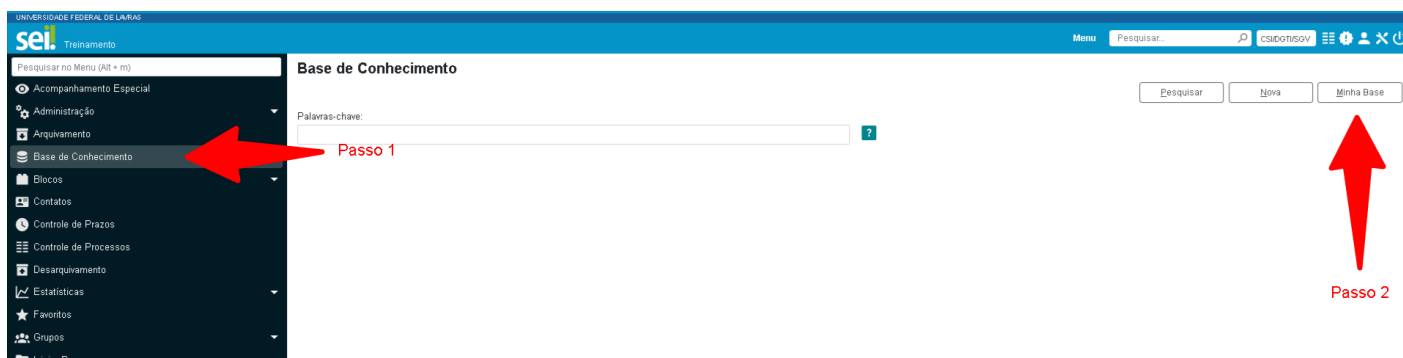 UNIVERSIDADE FEDERAL DE LAVRAS
sei! Treinamento
Menu
Pesquisar...
CSI/DGTI/SGV
Pesquisar no Menu (Alt + m)
Acompanhamento Especial
Administração
Arquivamento
Base de Conhecimento
Blocos
Contatos
Controle de Prazos
Controle de Processos
Desarquivamento
Estatísticas
Favoritos
Grupos
Base de Conhecimento
Pesquisar
Nova
Minha Base
Palavras-chave:
?
Passo 1
Passo 2